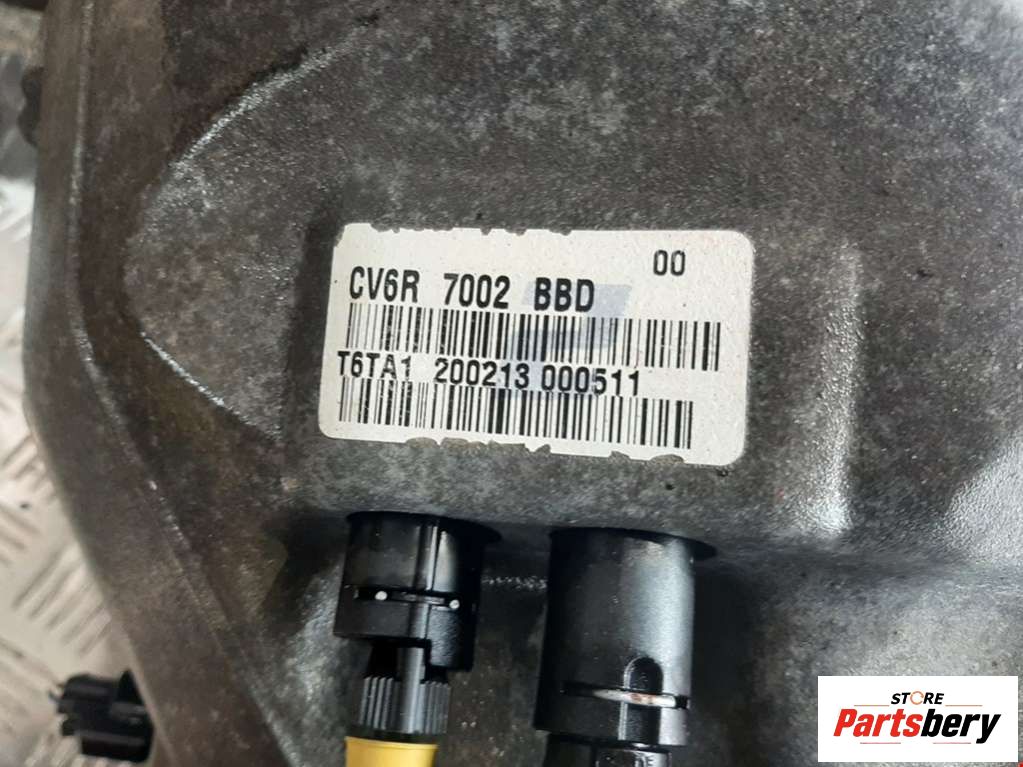 00
CV6R 7002 BBD
T6TA1 200213 000511
STORE
Partsbery